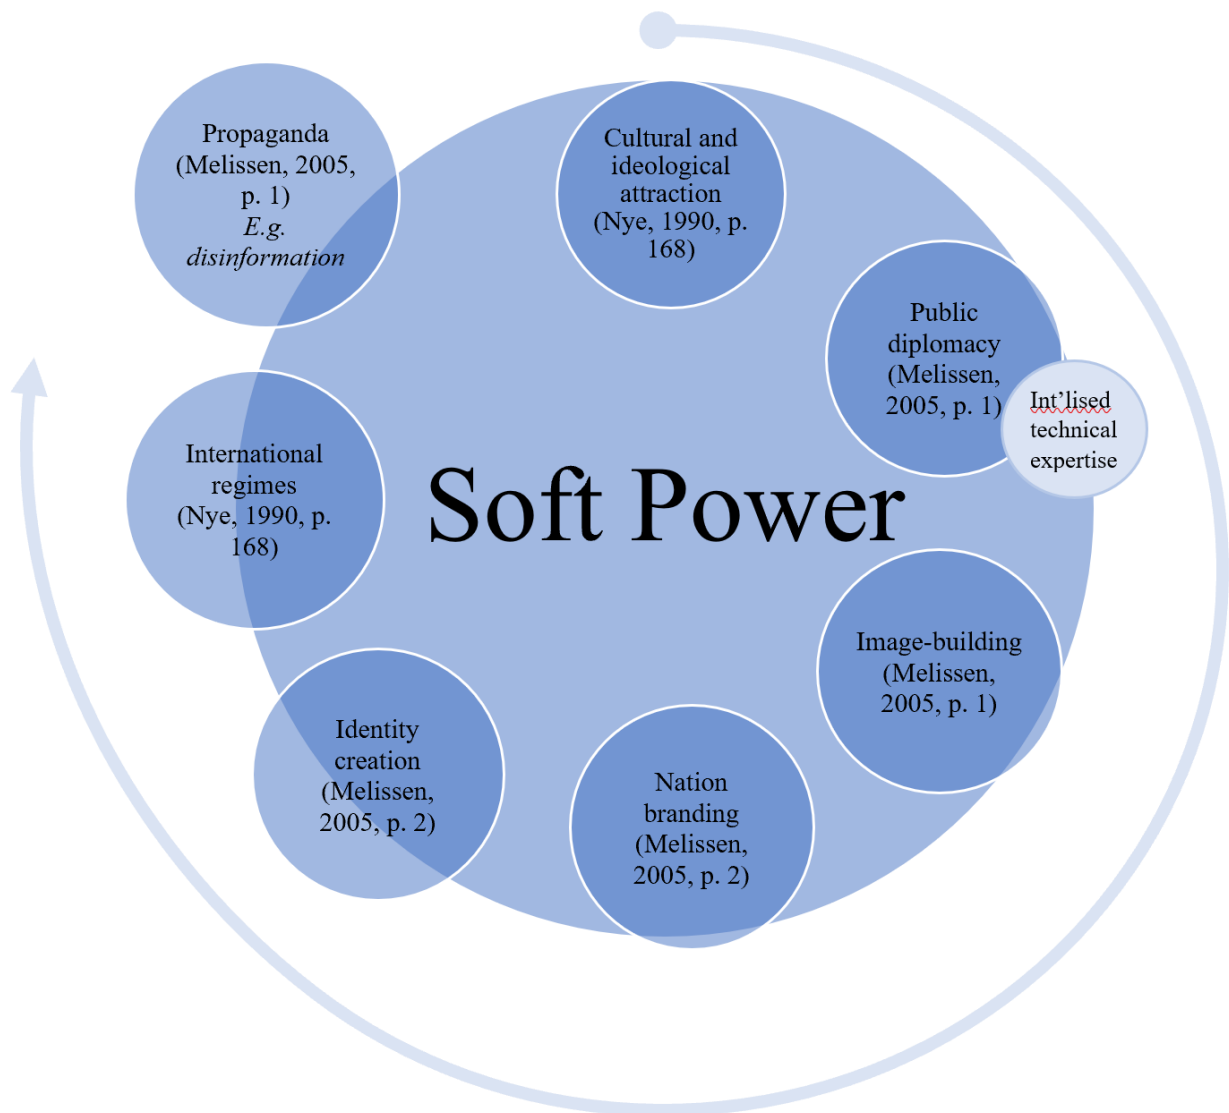 Propaganda
(Melissen, 2005,
p. 1)
E.g.
disinformation
Cultural and
ideological
attraction
(Nye, 1990, p.
168)
Public
diplomacy
(Melissen,
2005, p. 1)
Int’lised
technical
expertise
International
regimes
(Nye, 1990, p.
168)
Soft Power
Image-building
(Melissen,
2005, p. 1)
Identity
creation
(Melissen,
2005, p. 2)
Nation
branding
(Melissen,
2005, p. 2)